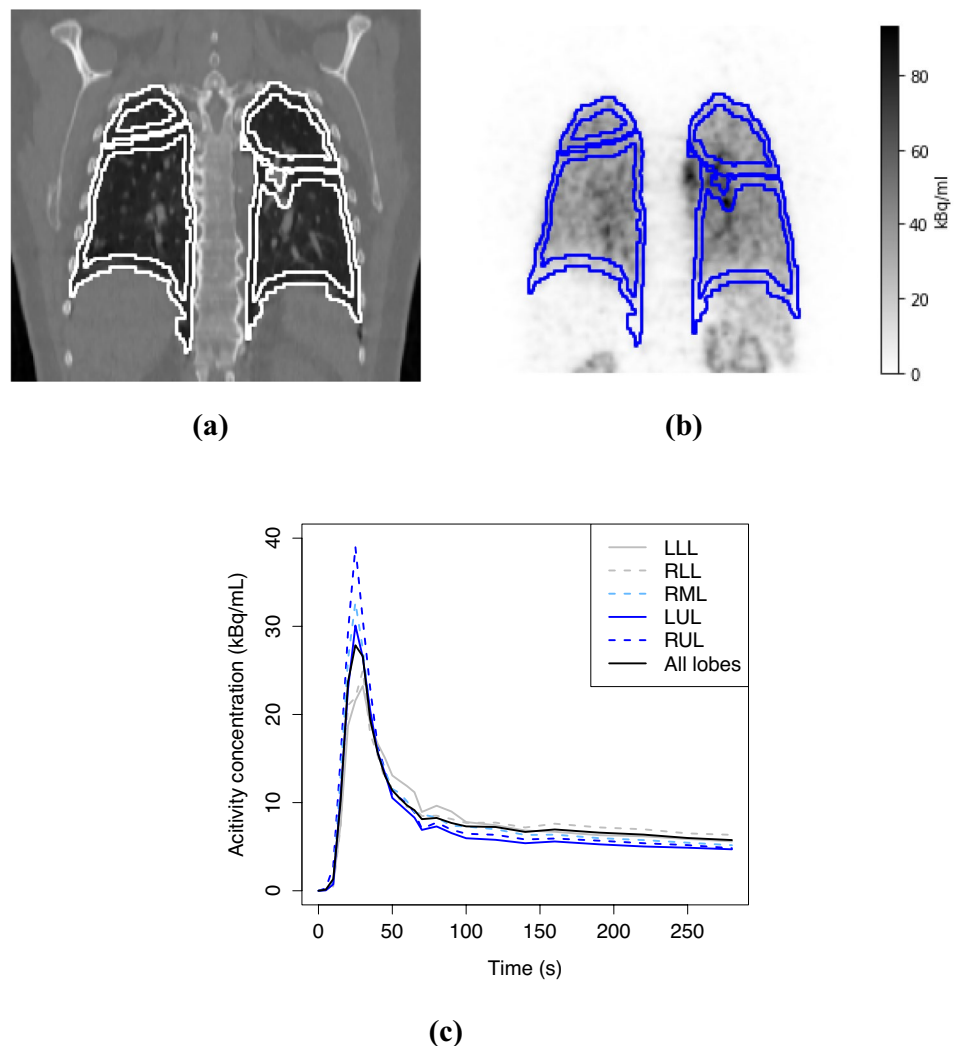 80
60
40
20
0
kBq/ml
(a)
(b)
40
30
20
10
0
Acitivity concentration (kBq/mL)
LLL
RLL
RML
LUL
RUL
All lobes
0 50 100 150 200 250
Time (s)
(c)